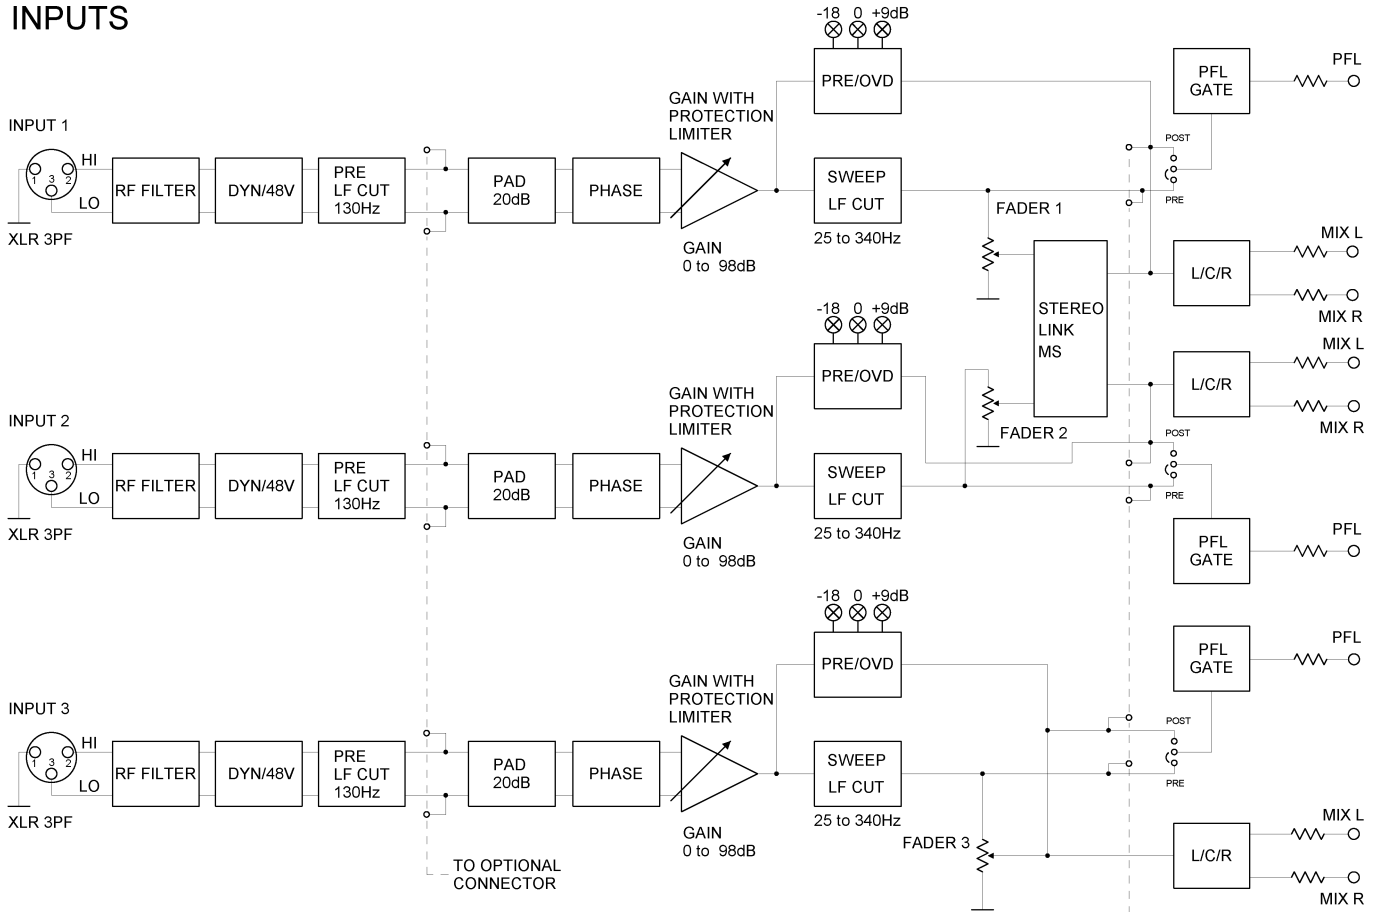 INPUTS
-18 0 +9dB
PRE/OVD
PFL
GATE
PFL
INPUT 1
GAIN WITH
PROTECTION
LIMITER
HI
LO
1 3 2
XLR 3PF
RF FILTER
DYN/48V
PRE
LF CUT
130Hz
PAD
20dB
PHASE
GAIN
0 to 98dB
SWEEP
LF CUT
25 to 340Hz
POST
PRE
FADER 1
L/C/R
MIX L
MIX R
STEREO
LINK
MS
-18 0 +9dB
PRE/OVD
L/C/R
MIX L
MIX R
INPUT 2
GAIN WITH
PROTECTION
LIMITER
FADER 2
HI
LO
1 3 2
XLR 3PF
RF FILTER
DYN/48V
PRE
LF CUT
130Hz
PAD
20dB
PHASE
GAIN
0 to 98dB
SWEEP
LF CUT
25 to 340Hz
POST
PRE
PFL
GATE
PFL
-18 0 +9dB
PRE/OVD
PFL
GATE
PFL
INPUT 3
GAIN WITH
PROTECTION
LIMITER
HI
LO
1 3 2
XLR 3PF
RF FILTER
DYN/48V
PRE
LF CUT
130Hz
PAD
20dB
PHASE
GAIN
0 to 98dB
SWEEP
LF CUT
25 to 340Hz
POST
PRE
FADER 3
L/C/R
MIX L
MIX R
TO OPTIONAL
CONNECTOR